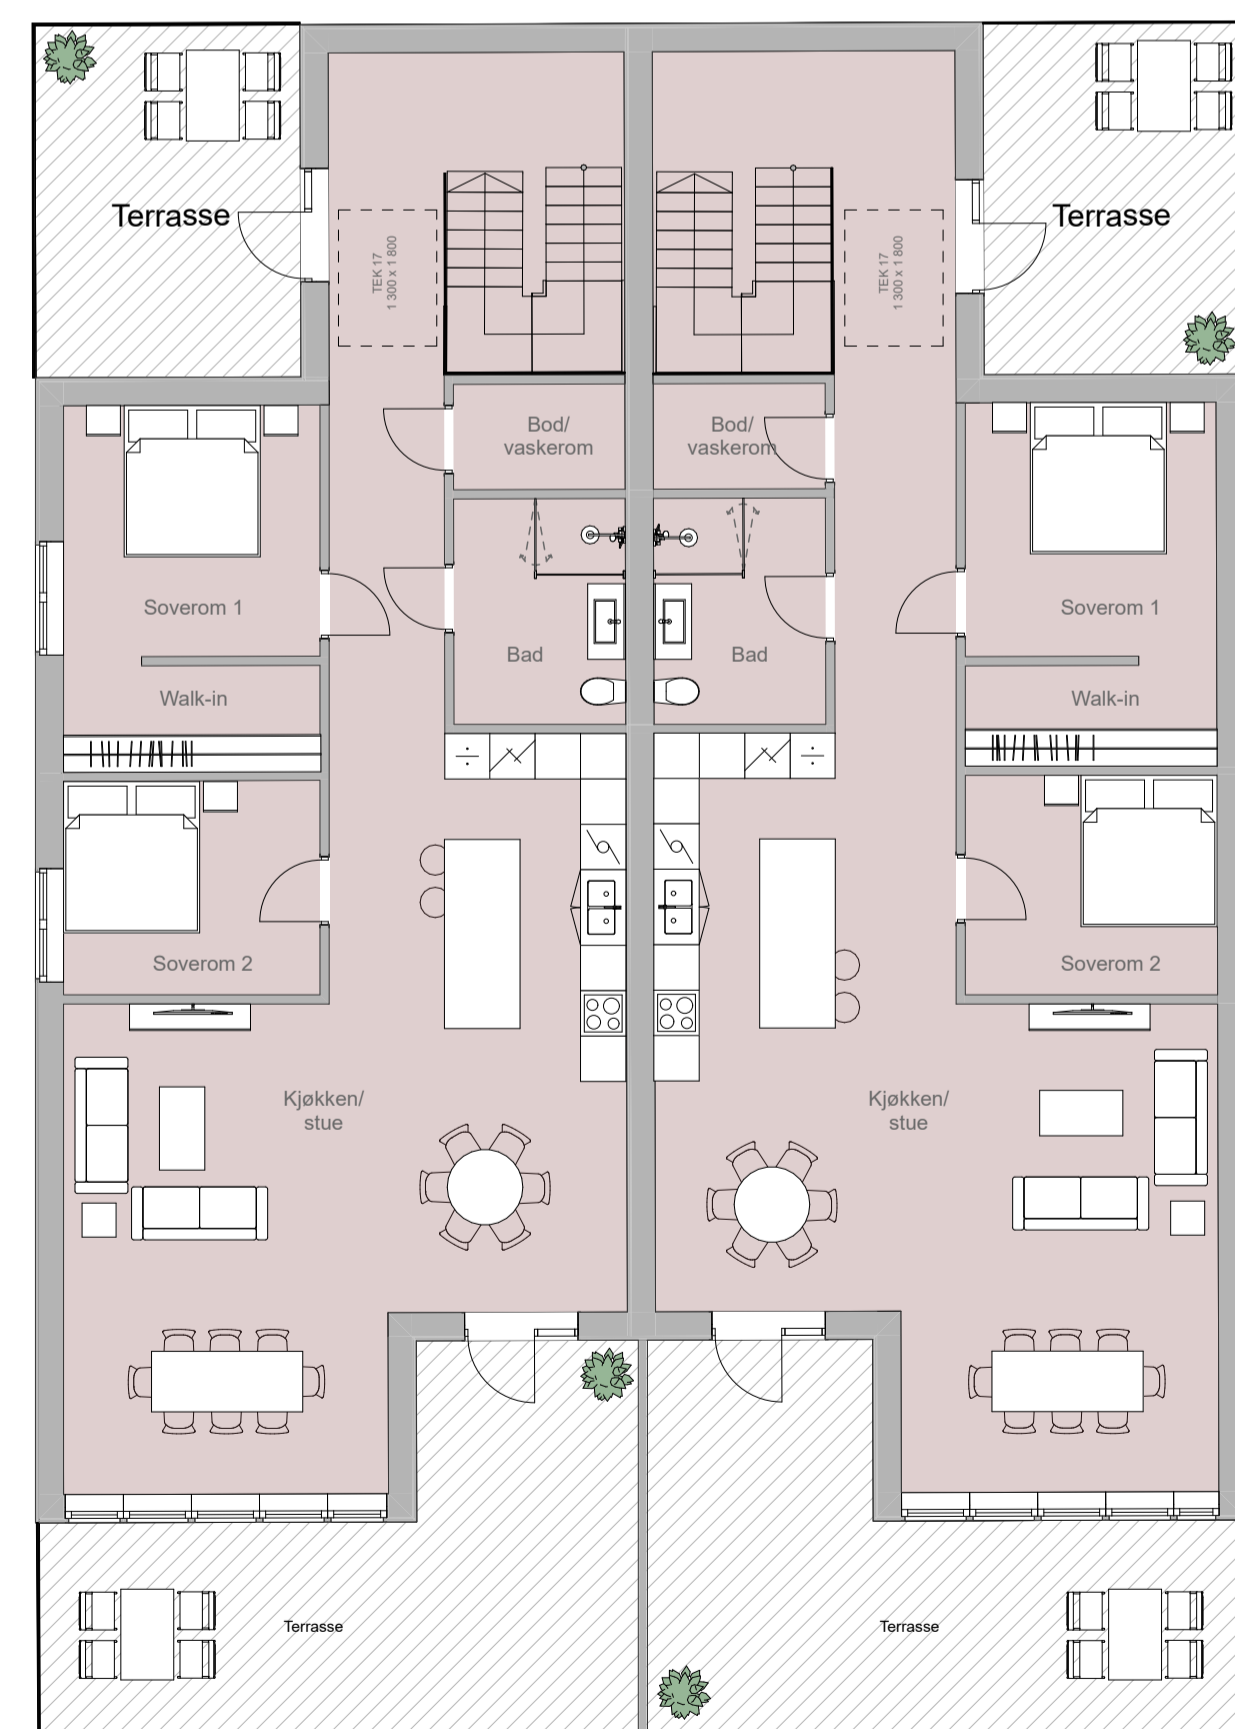 Terrasse
Terrasse
TEK 17
1 300 x 1 800
TEK 17
1 300 x 1 800
Bod/
vaskerom
Bod/
vaskerom
Soverom 1
Soverom 1
Bad
Bad
Walk-in
Walk-in
Soverom 2
Soverom 2
Kjøkken/
stue
Kjøkken/
stue
Terrasse
Terrasse